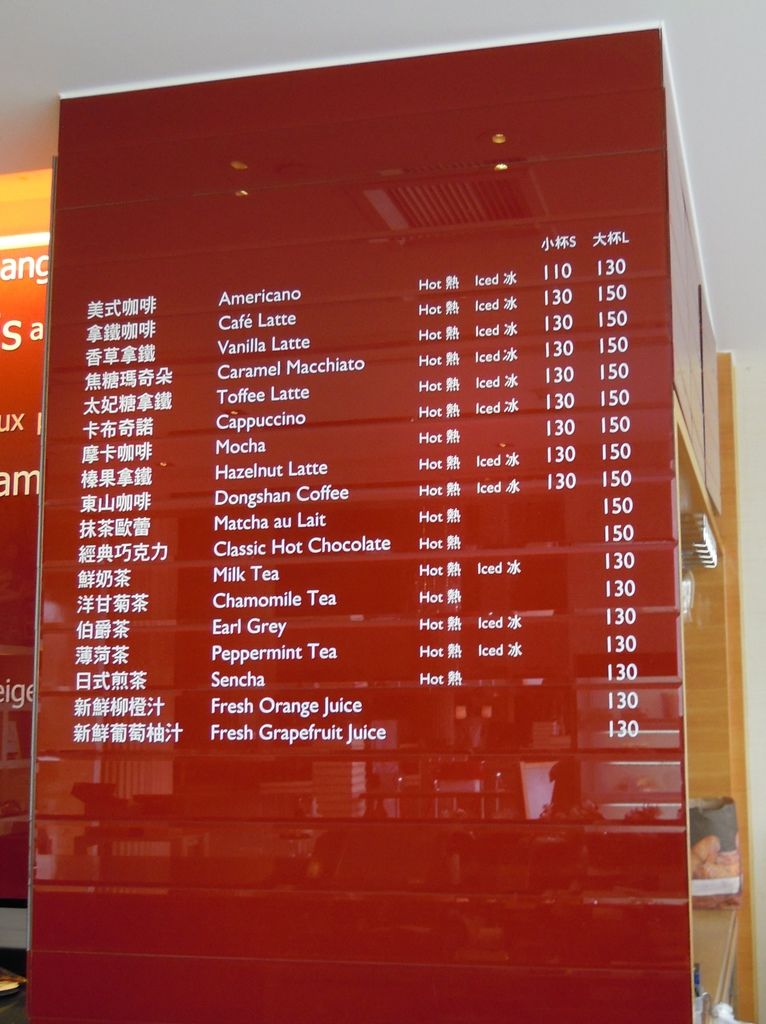 小杯S 大杯L
美式咖啡 Americano Hot 熱 Iced 冰 110 130
拿鐵咖啡 Café Latte Hot 熱 Iced 冰 130 150
香草拿鐵 Vanilla Latte Hot 熱 Iced 冰 130 150
焦糖瑪奇朵 Caramel Macchiato Hot 熱 Iced 冰 130 150
太妃糖拿鐵 Toffee Latte Hot 熱 Iced 冰 130 150
卡布奇諾 Cappuccino Hot 熱 Iced 冰 130 150
摩卡咖啡 Mocha Hot 熱 130 150
榛果拿鐵 Hazelnut Latte Hot 熱 Iced 冰 130 150
東山咖啡 Dongshan Coffee Hot 熱 Iced 冰 130 150
抹茶歐蕾 Matcha au Lait Hot 熱 150
經典巧克力 Classic Hot Chocolate Hot 熱 150
鮮奶茶 Milk Tea Hot 熱 Iced 冰 130
洋甘菊茶 Chamomile Tea Hot 熱 130
伯爵茶 Earl Grey Hot 熱 Iced 冰 130
薄荷茶 Peppermint Tea Hot 熱 Iced 冰 130
日式煎茶 Sencha Hot 熱 130
新鮮柳橙汁 Fresh Orange Juice 130
新鮮葡萄柚汁 Fresh Grapefruit Juice 130
ang
s a
ux
am
eige